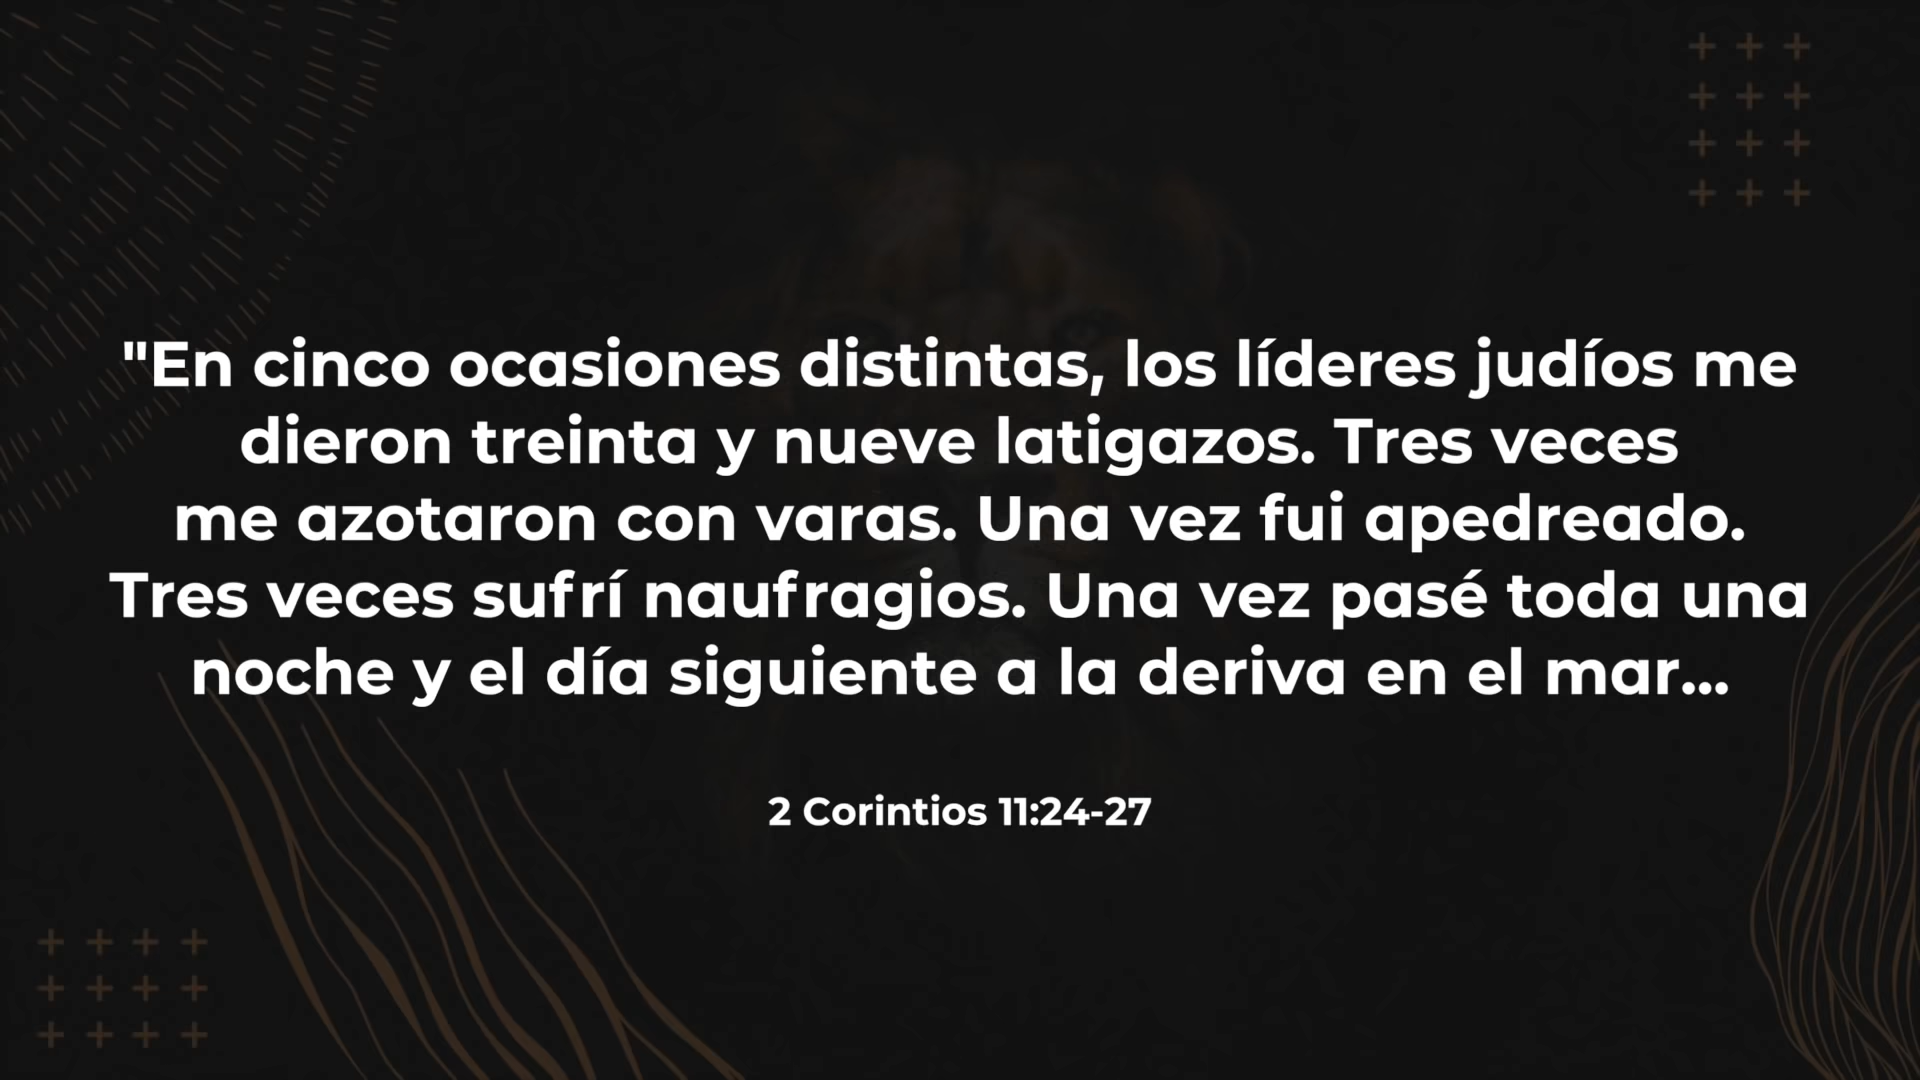 "En cinco ocasiones distintas, los líderes judíos me
dieron treinta y nueve latigazos. Tres veces
me azotaron con varas. Una vez fui apedreado.
Tres veces sufrí naufragios. Una vez pasé toda una
noche y el día siguiente a la deriva en el mar...
2 Corintios 11:24-27